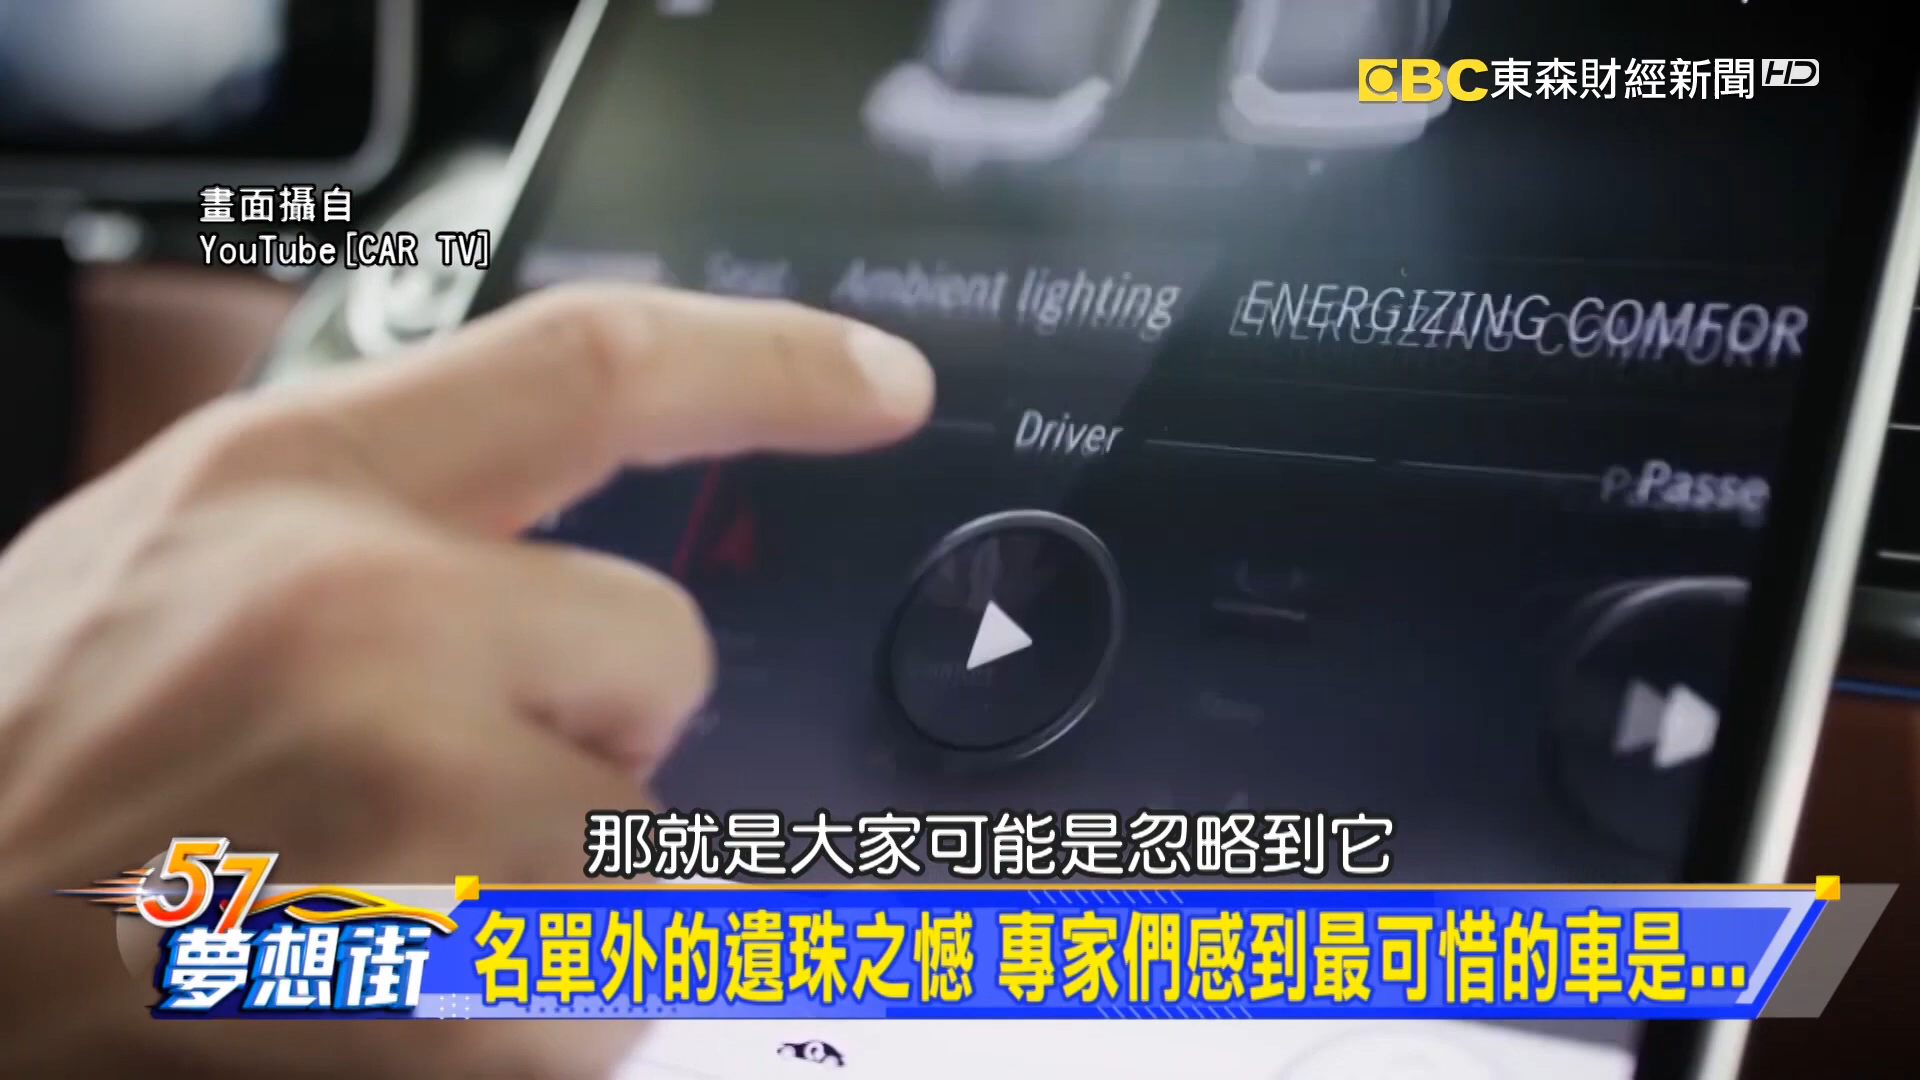 EBC東森財經新聞HD
畫面攝自
YouTube[CAR TV]
Seat Ambient lighting ENERGIZING COMFOR
Driver
Passe
那就是大家可能是忽略到它
57
夢想街
名單外的遺珠之憾 專家們感到最可惜的車是...